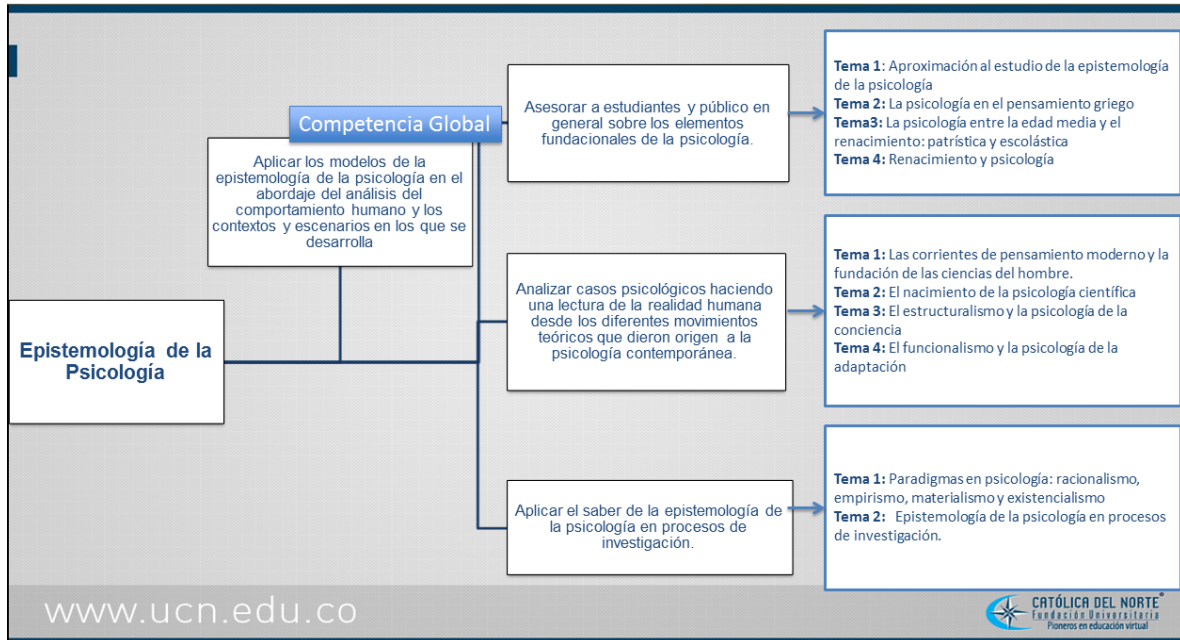 Epistemología de la
Psicología
Competencia Global
Aplicar los modelos de la
epistemología de la psicología en el
abordaje del análisis del
comportamiento humano y los
contextos y escenarios en los que se
desarrolla
Asesorar a estudiantes y público en
general sobre los elementos
fundacionales de la psicología.
Tema 1: Aproximación al estudio de la epistemología
de la psicología
Tema 2: La psicología en el pensamiento griego
Tema3: La psicología entre la edad media y el
renacimiento: patrística y escolástica
Tema 4: Renacimiento y psicología
Analizar casos psicológicos haciendo
una lectura de la realidad humana
desde los diferentes movimientos
teóricos que dieron origen a la
psicología contemporánea.
Tema 1: Las corrientes de pensamiento moderno y la
fundación de las ciencias del hombre.
Tema 2: El nacimiento de la psicología científica
Tema 3: El estructuralismo y la psicología de la
conciencia
Tema 4: El funcionalismo y la psicología de la
adaptación
Aplicar el saber de la epistemología de
la psicología en procesos de
investigación.
Tema 1: Paradigmas en psicología: racionalismo,
empirismo, materialismo y existencialismo
Tema 2: Epistemología de la psicología en procesos
de investigación.
www.ucn.edu.co
CATÓLICA DEL NORTE
Fundación Universitaria
Pioneros en educación virtual